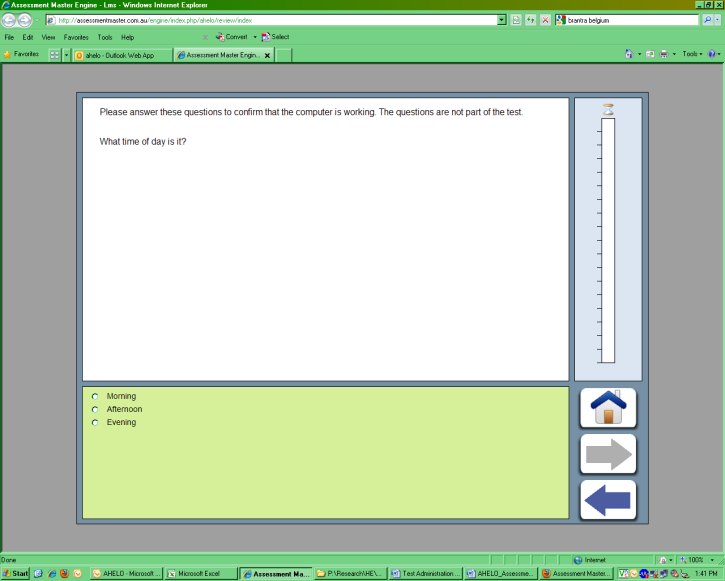 Assessment Master Engine - Lms - Windows Internet Explorer
http://assessmentmaster.com.au/engine/index.php/ahelo/review/index
brantra belgium
File Edit View Favorites Tools Help
x Convert Select
Favorites
ahelo - Outlook Web App
Assessment Master Engin... x
Tools
Please answer these questions to confirm that the computer is working. The questions are not part of the test.
What time of day is it?
Morning
Afternoon
Evening
Done
Internet
100%
Start
AHELO - Microsoft ...
Microsoft Excel
Assessment Ma...
P:\Research\HE\...
Test Administration ...
AHELO_Assessme...
Assessment Master...
1:41 PM